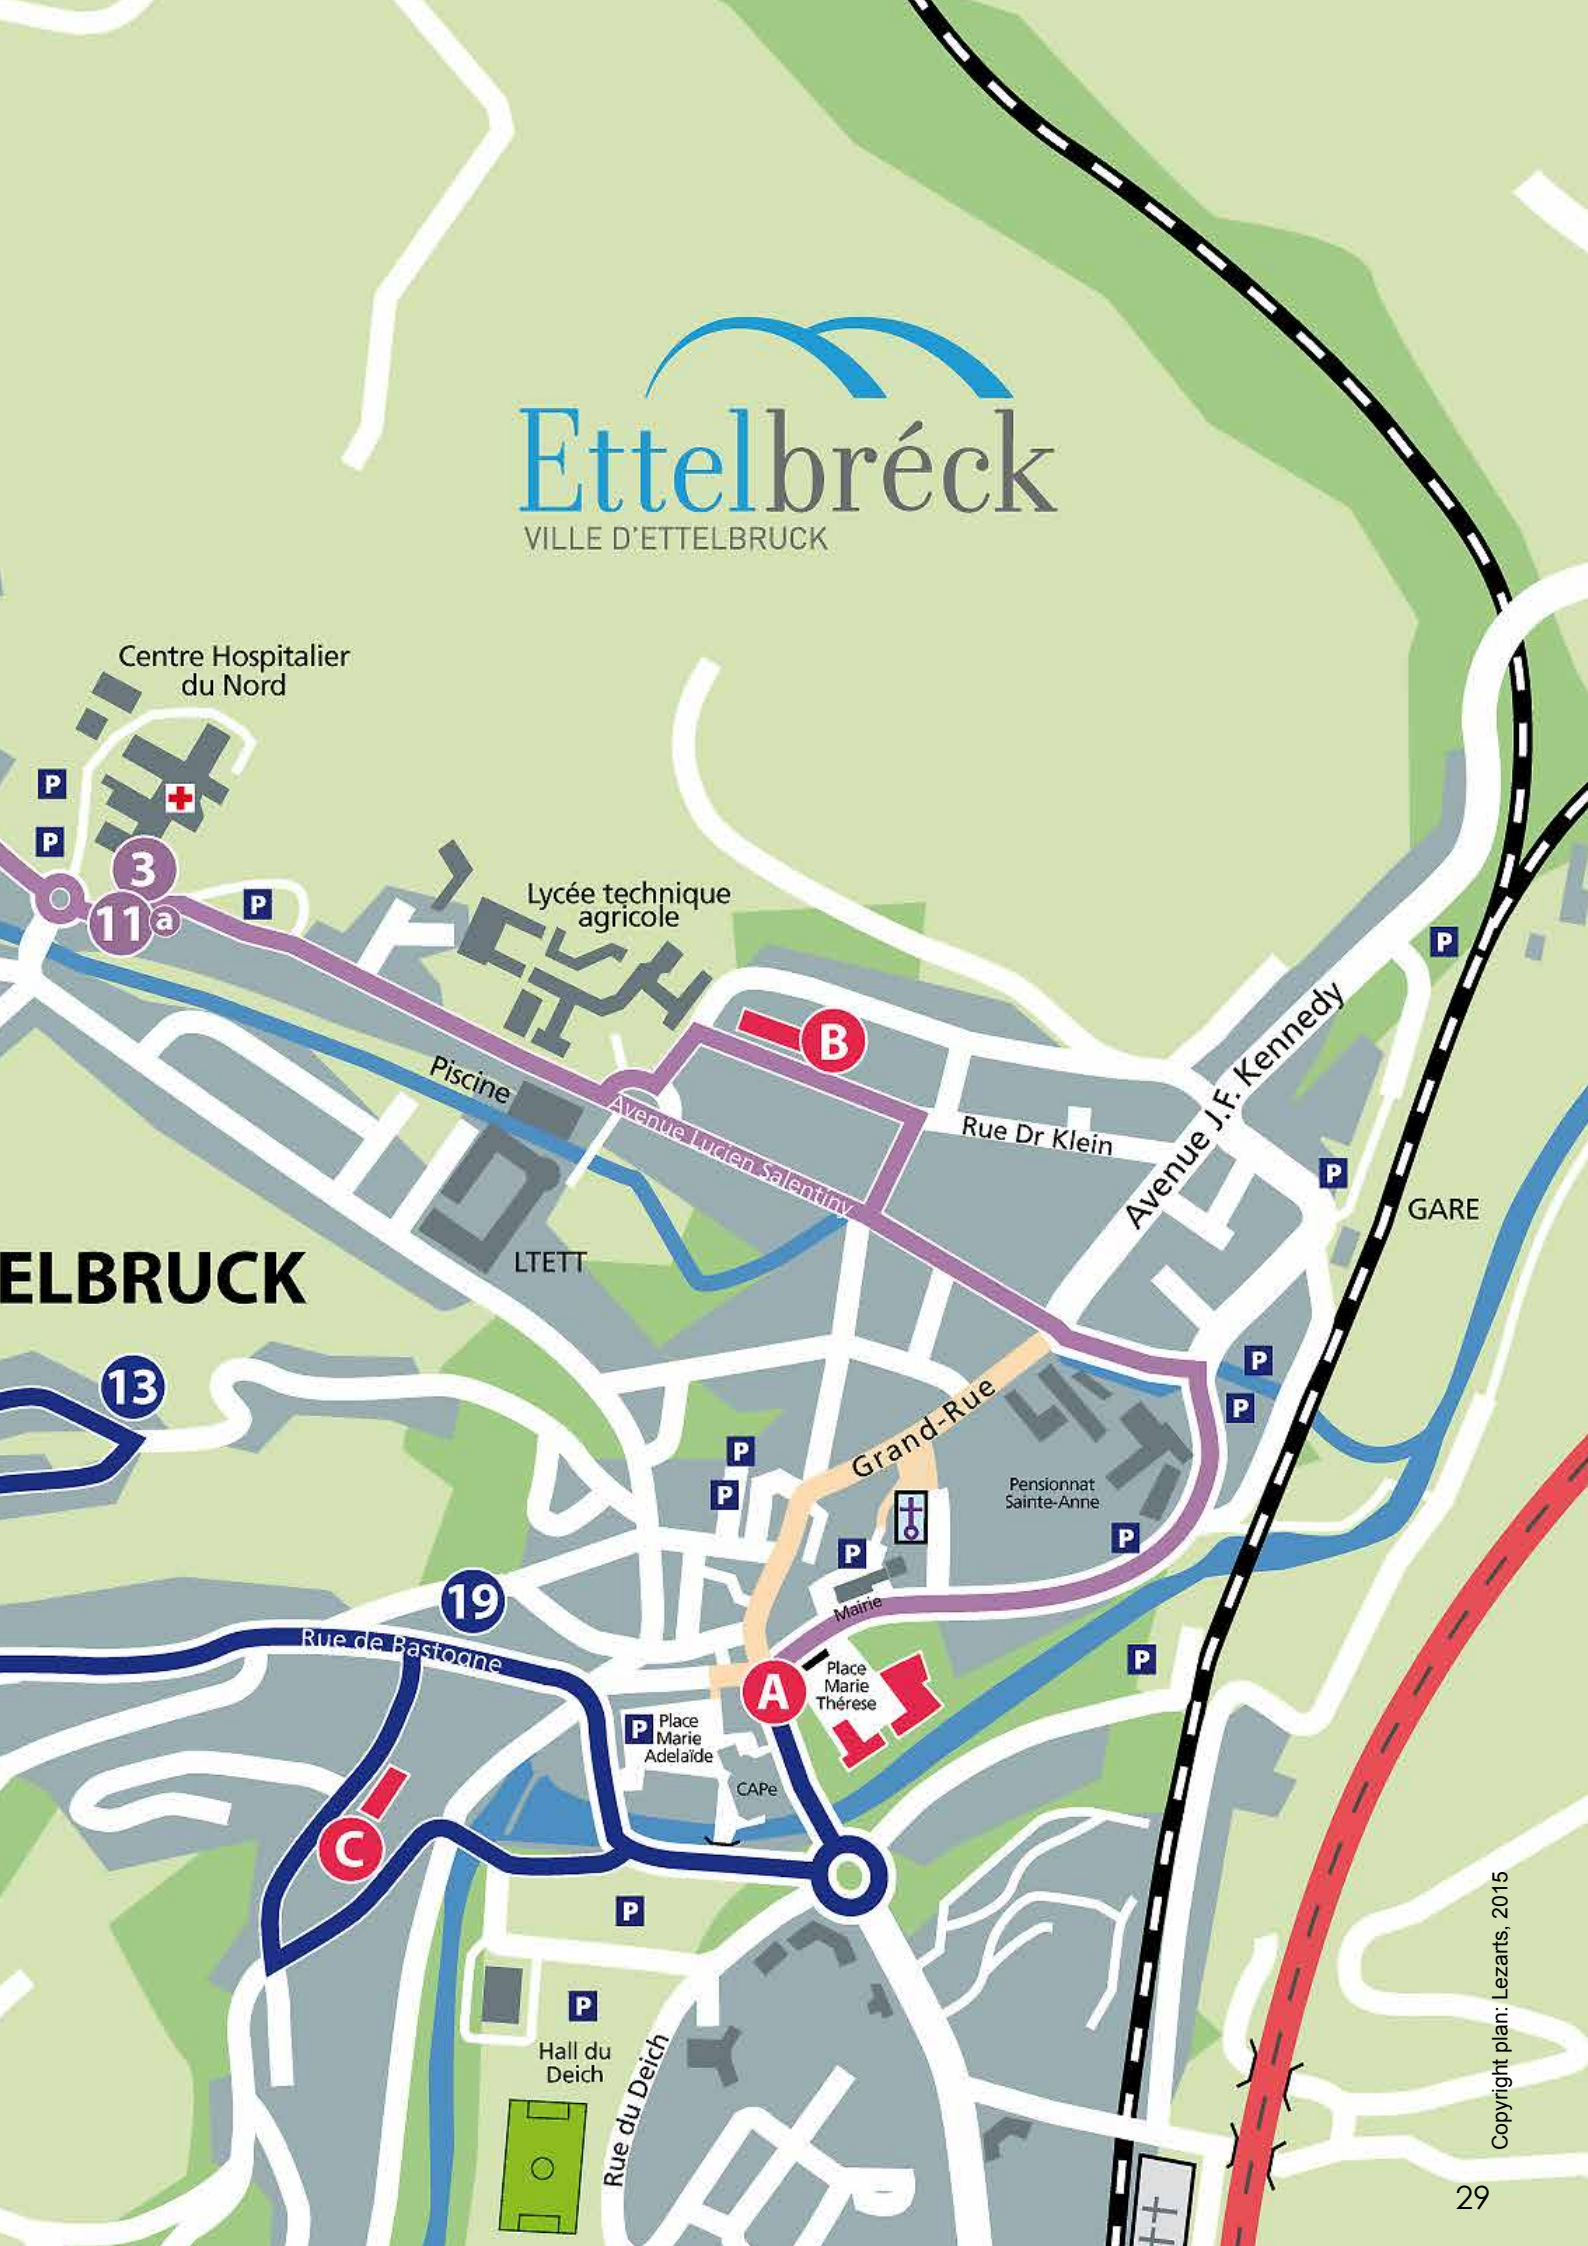 Ettelbréck
VILLE D'ETTELBRUCK
Centre Hospitalier
du Nord
P
P
3
11 a
P
Lycée technique
agricole
P
B
Avenue J.F. Kennedy
Piscine
Avenue Lucien Salentiny
Rue Dr Klein
P
GARE
LTETT
ELBRUCK
13
P
P
Grand-Rue
P
P
Pensionnat
Sainte-Anne
P
P
19
Mairie
Rue de Bastogne
P
A
Place
Marie
Thérese
P
Place
Marie
Adelaïde
CAPe
C
P
P
Hall du
Deich
Rue du Deich
Copyright plan: Lezarts, 2015
29